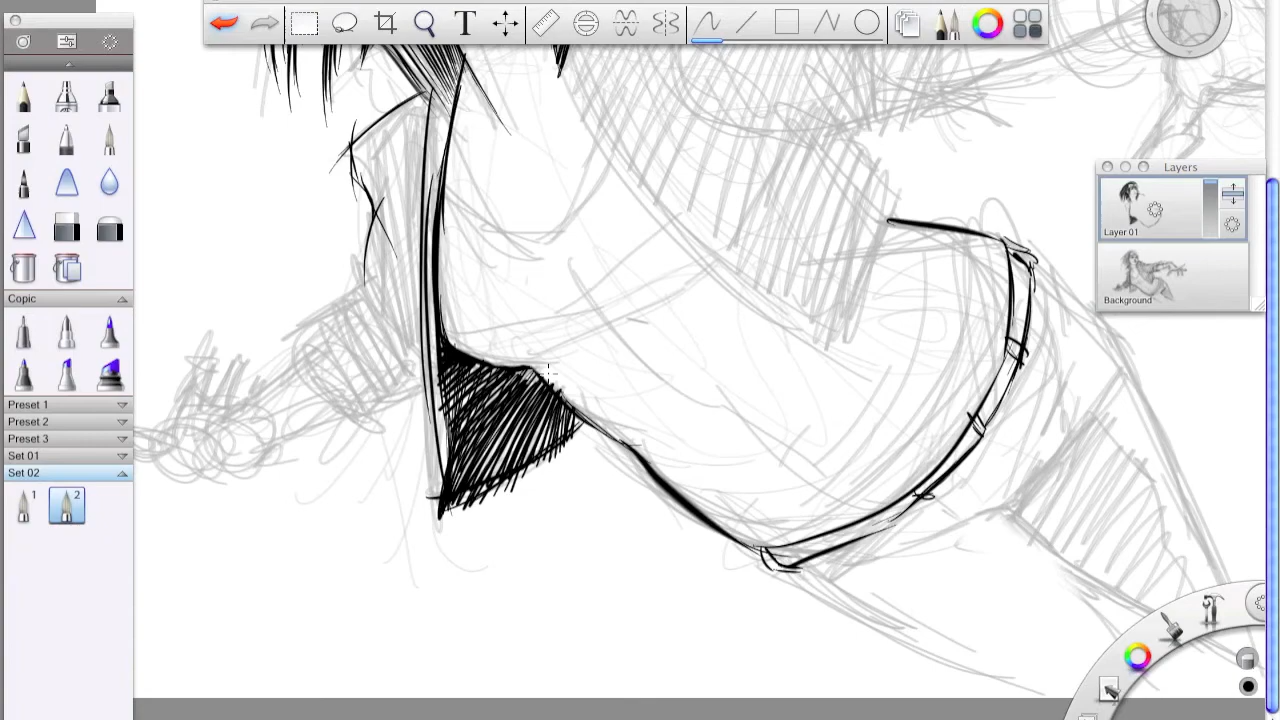 T
Layers
Layer 01
Background
Copic
Preset 1
Preset 2
Preset 3
Set 01
Set 02
1
2